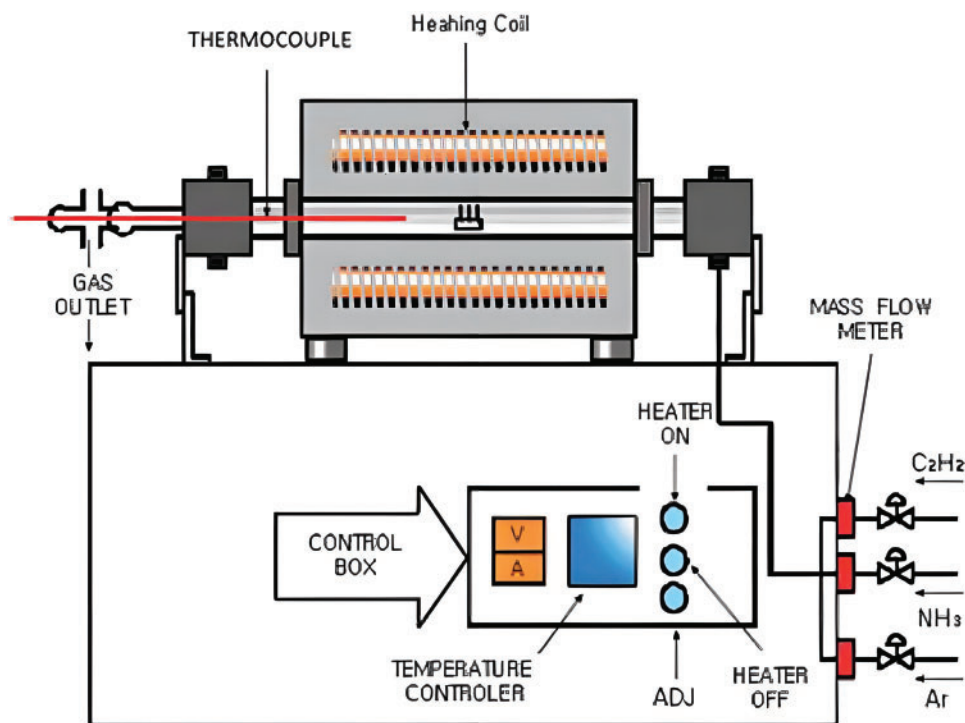 THERMOCOUPLE
Heahing Coil
GAS
OUTLET
MASS FLOW
METER
HEATER
ON
C₂H₂
CONTROL
BOX
V
A
NH₃
TEMPERATURE
CONTROLER
ADJ
HEATER
OFF
Ar